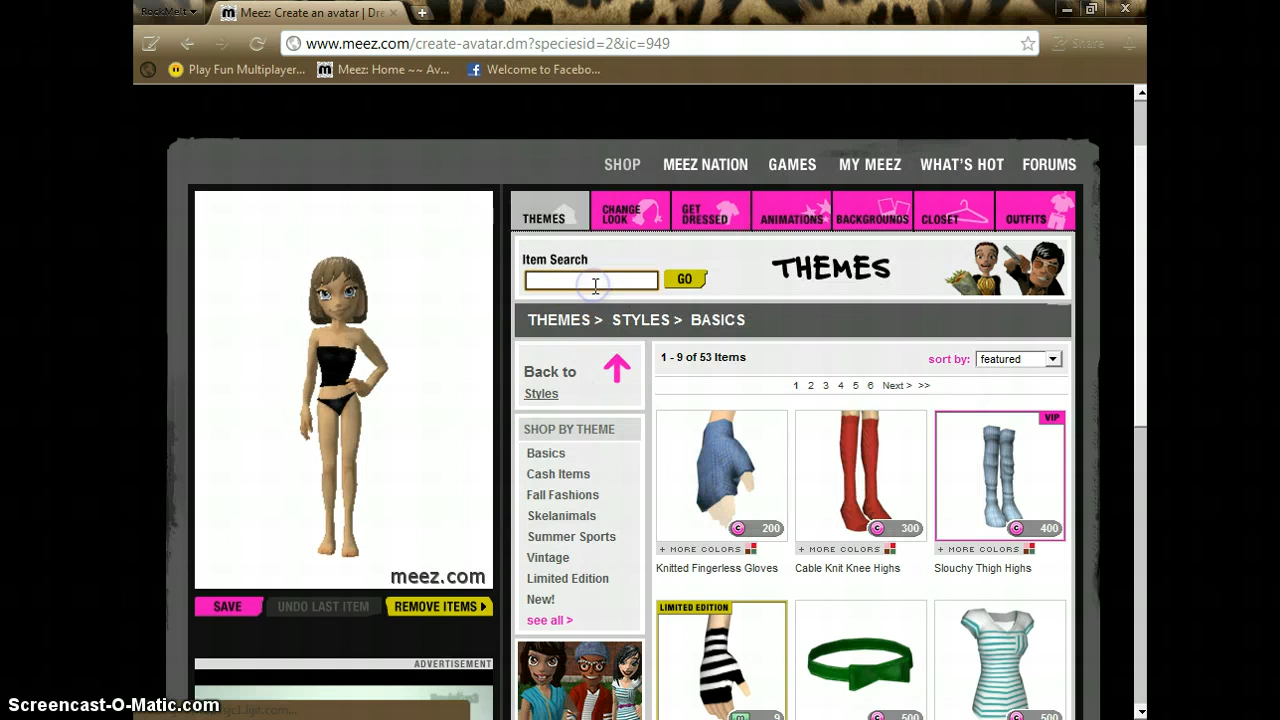 RockMelt
Meez: Create an avatar | Dre
www.meez.com/create-avatar.dm?speciesid=2&ic=949
Share
Play Fun Multiplayer...
Meez: Home ~~ Av...
Welcome to Facebo...
SHOP MEEZ NATION GAMES MY MEEZ WHAT'S HOT FORUMS
THEMES
CHANGE LOOK
GET DRESSED
ANIMATIONS
BACKGROUNDS
CLOSET
OUTFITS
Item Search
GO
THEMES
THEMES > STYLES > BASICS
Back to
Styles
1 - 9 of 53 Items
sort by: featured
1 2 3 4 5 6 Next > >>
SHOP BY THEME
Basics
Cash Items
Fall Fashions
Skelanimals
Summer Sports
Vintage
Limited Edition
New!
see all >
VIP
200
300
400
+ MORE COLORS
+ MORE COLORS
+ MORE COLORS
Knitted Fingerless Gloves
Cable Knit Knee Highs
Slouchy Thigh Highs
LIMITED EDITION
9
500
500
meez.com
SAVE
UNDO LAST ITEM
REMOVE ITEMS
ADVERTISEMENT
Screencast-O-Matic.com